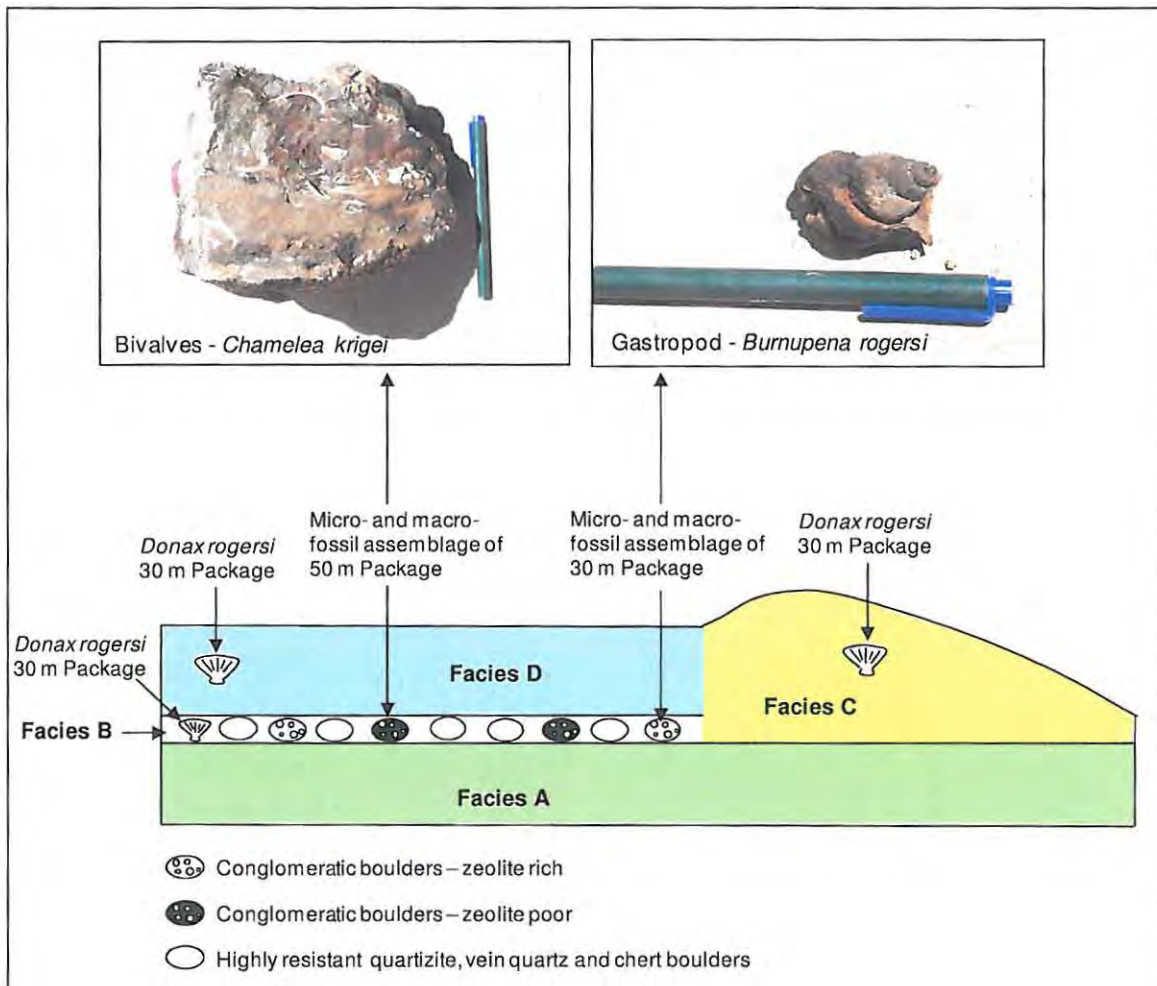 Bivalves - Chamelea krigei
Gastropod - Burnupena rogersi
Donax rogersi
30 m Package
Micro- and macro-
fossil assemblage of
50 m Package
Micro- and macro-
fossil assemblage of
30 m Package
Donax rogersi
30 m Package
Donax rogersi
30 m Package
Facies D
Facies C
Facies B
Facies A
Conglomeratic boulders – zeolite rich
Conglomeratic boulders – zeolite poor
Highly resistant quartizite, vein quartz and chert boulders